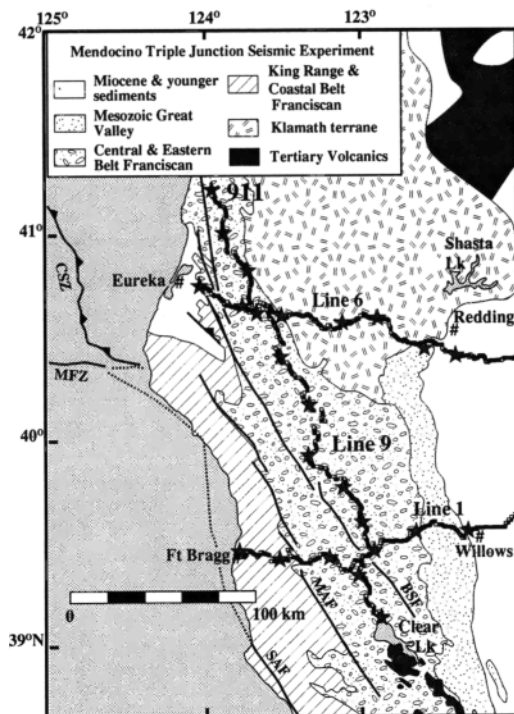 125° 124° 123°
42°
Mendocino Triple Junction Seismic Experiment
Miocene & younger
sediments
King Range &
Coastal Belt
Franciscan
Mesozoic Great
Valley
Klamath terrane
Central & Eastern
Belt Franciscan
Tertiary Volcanics
911
41°
Shasta
Lk
CSZ
Eureka #
Line 6
Redding
#
MFZ
40°
Line 9
Line 1
#
Willows
Ft Bragg #
MAF
BSF
0 100 km
Clear
Lk
39°N
SAF